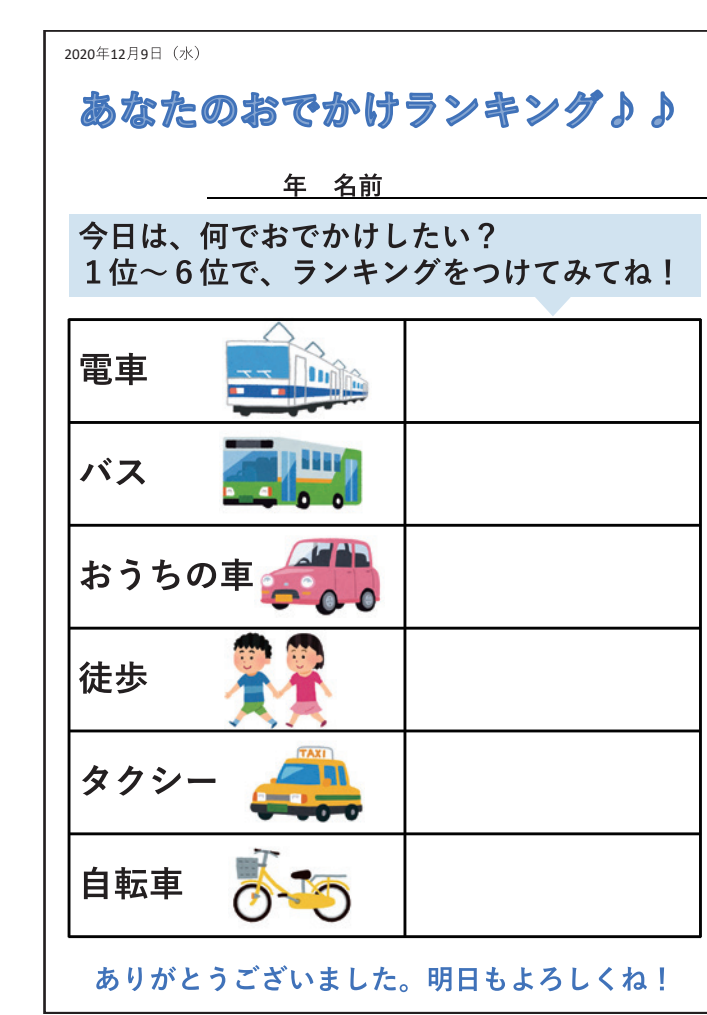 2020年12月9日（水）
あなたのおでかけランキング♪♪
年　名前
今日は、何でおでかけしたい？
１位～６位で、ランキングをつけてみてね！
電車
バス
おうちの車
徒歩
タクシー
TAXI
自転車
ありがとうございました。明日もよろしくね！